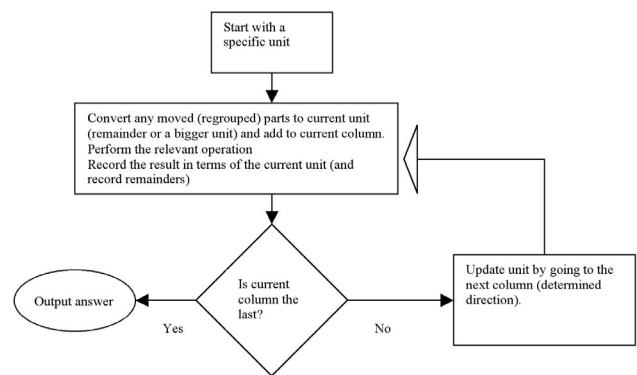 Start with a
specific unit
Convert any moved (regrouped) parts to current unit
(remainder or a bigger unit) and add to current column.
Perform the relevant operation
Record the result in terms of the current unit (and
record remainders)
Is current
column the
last?
Output answer
Yes
No
Update unit by going to the
next column (determined
direction).